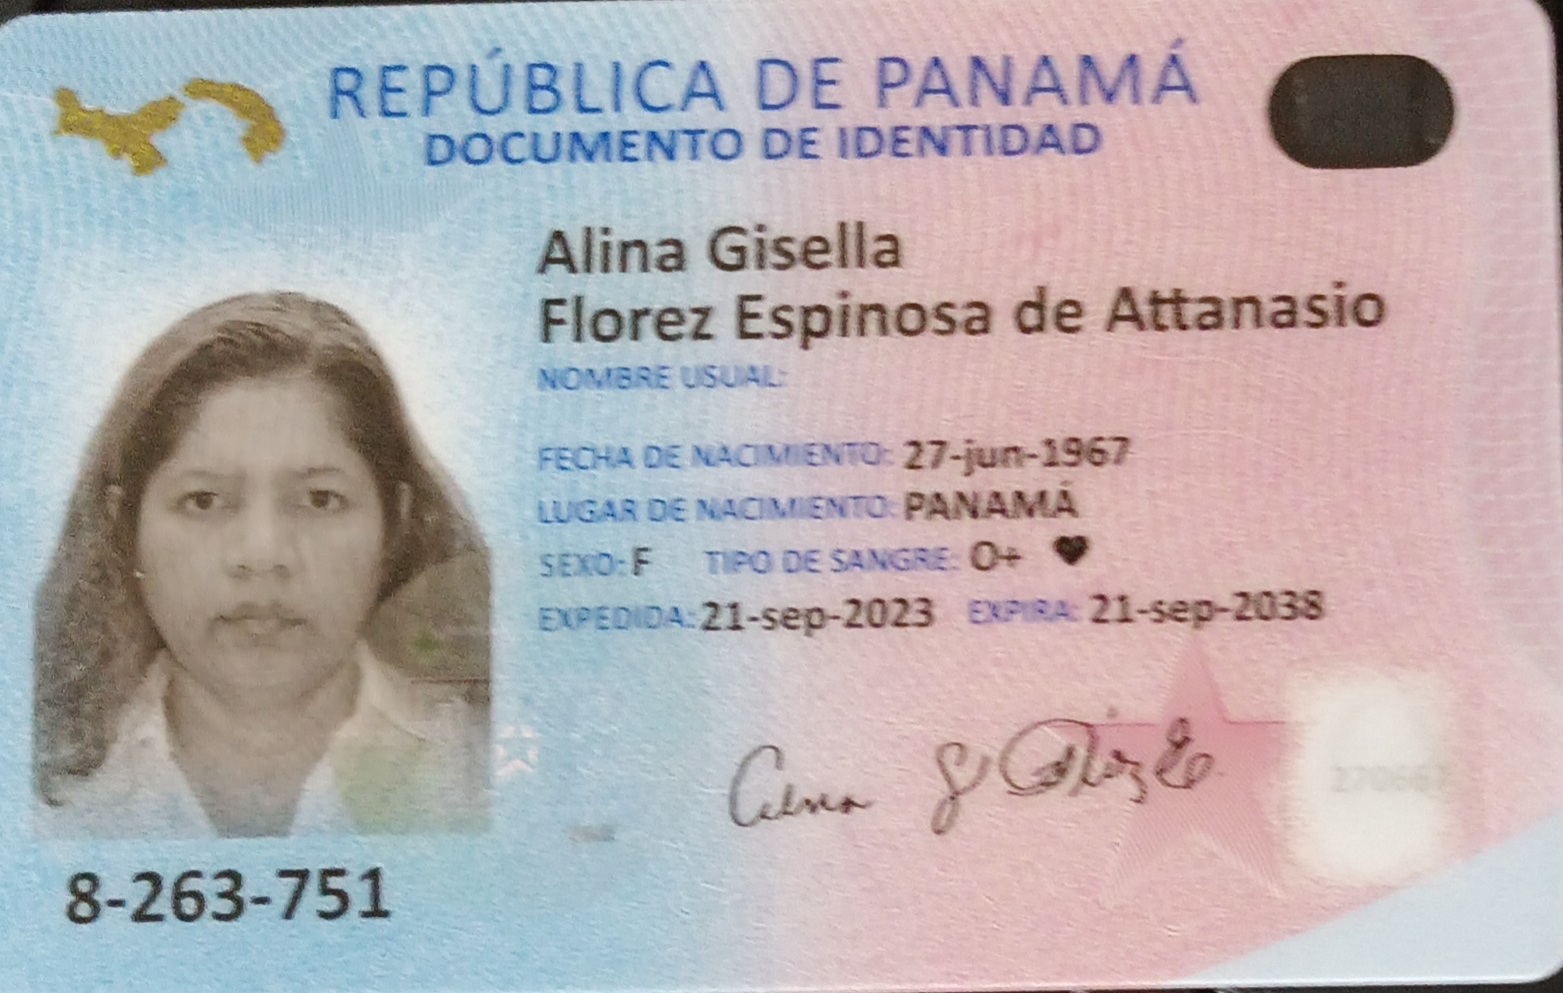 REPÚBLICA DE PANAMÁ
DOCUMENTO DE IDENTIDAD
Alina Gisella
Florez Espinosa de Attanasio
NOMBRE USUAL:
FECHA DE NACIMIENTO: 27-jun-1967
LUGAR DE NACIMIENTO: PANAMÁ
SEXO: F TIPO DE SANGRE: O+
EXPEDIDA: 21-sep-2023 EXPIRA: 21-sep-2038
8-263-751